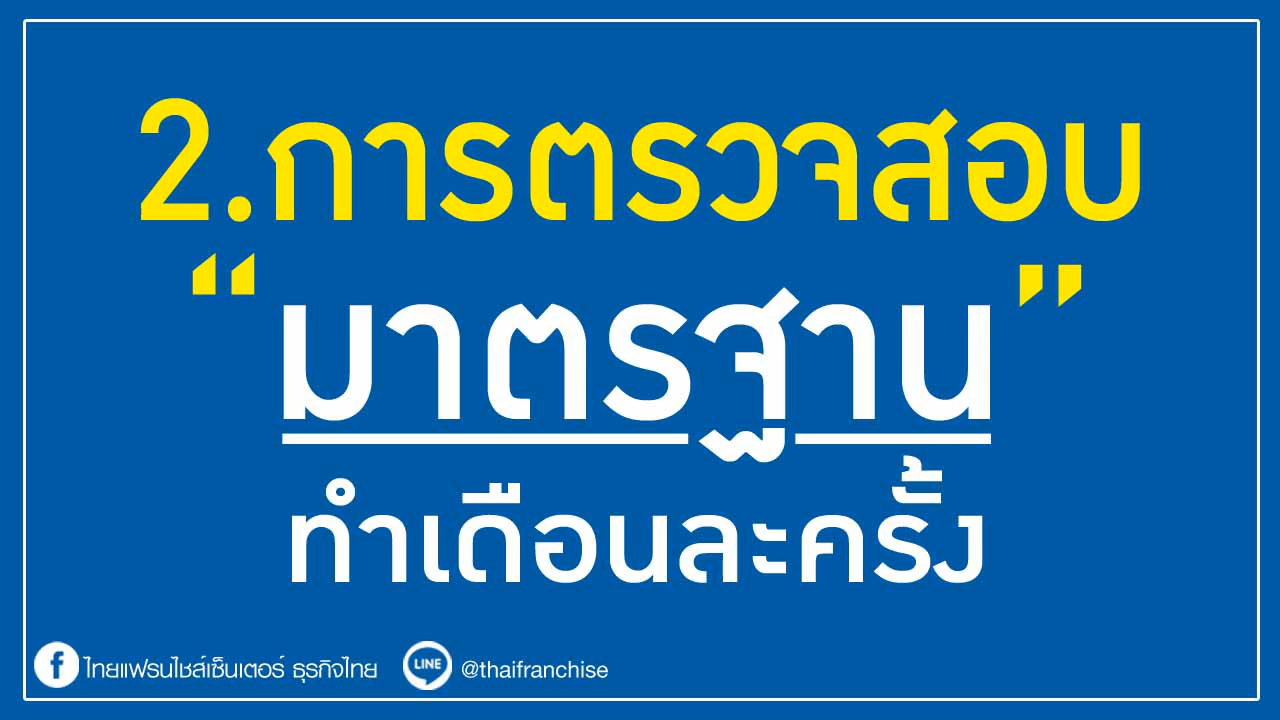 2.การตรวจสอบ
“มาตรฐาน”
ทำเดือนละครั้ง
f ไทยแฟรนไชส์เซ็นเตอร์ ธุรกิจไทย LINE @thaifranchise